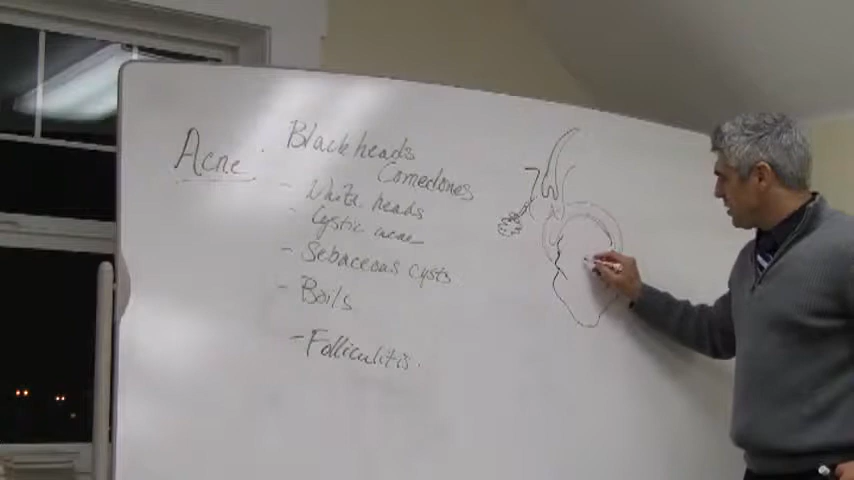 Acne
· Blackheads
Comedones
- White heads
- Cystic acne
- Sebaceous cysts
- Boils
- Folliculitis.